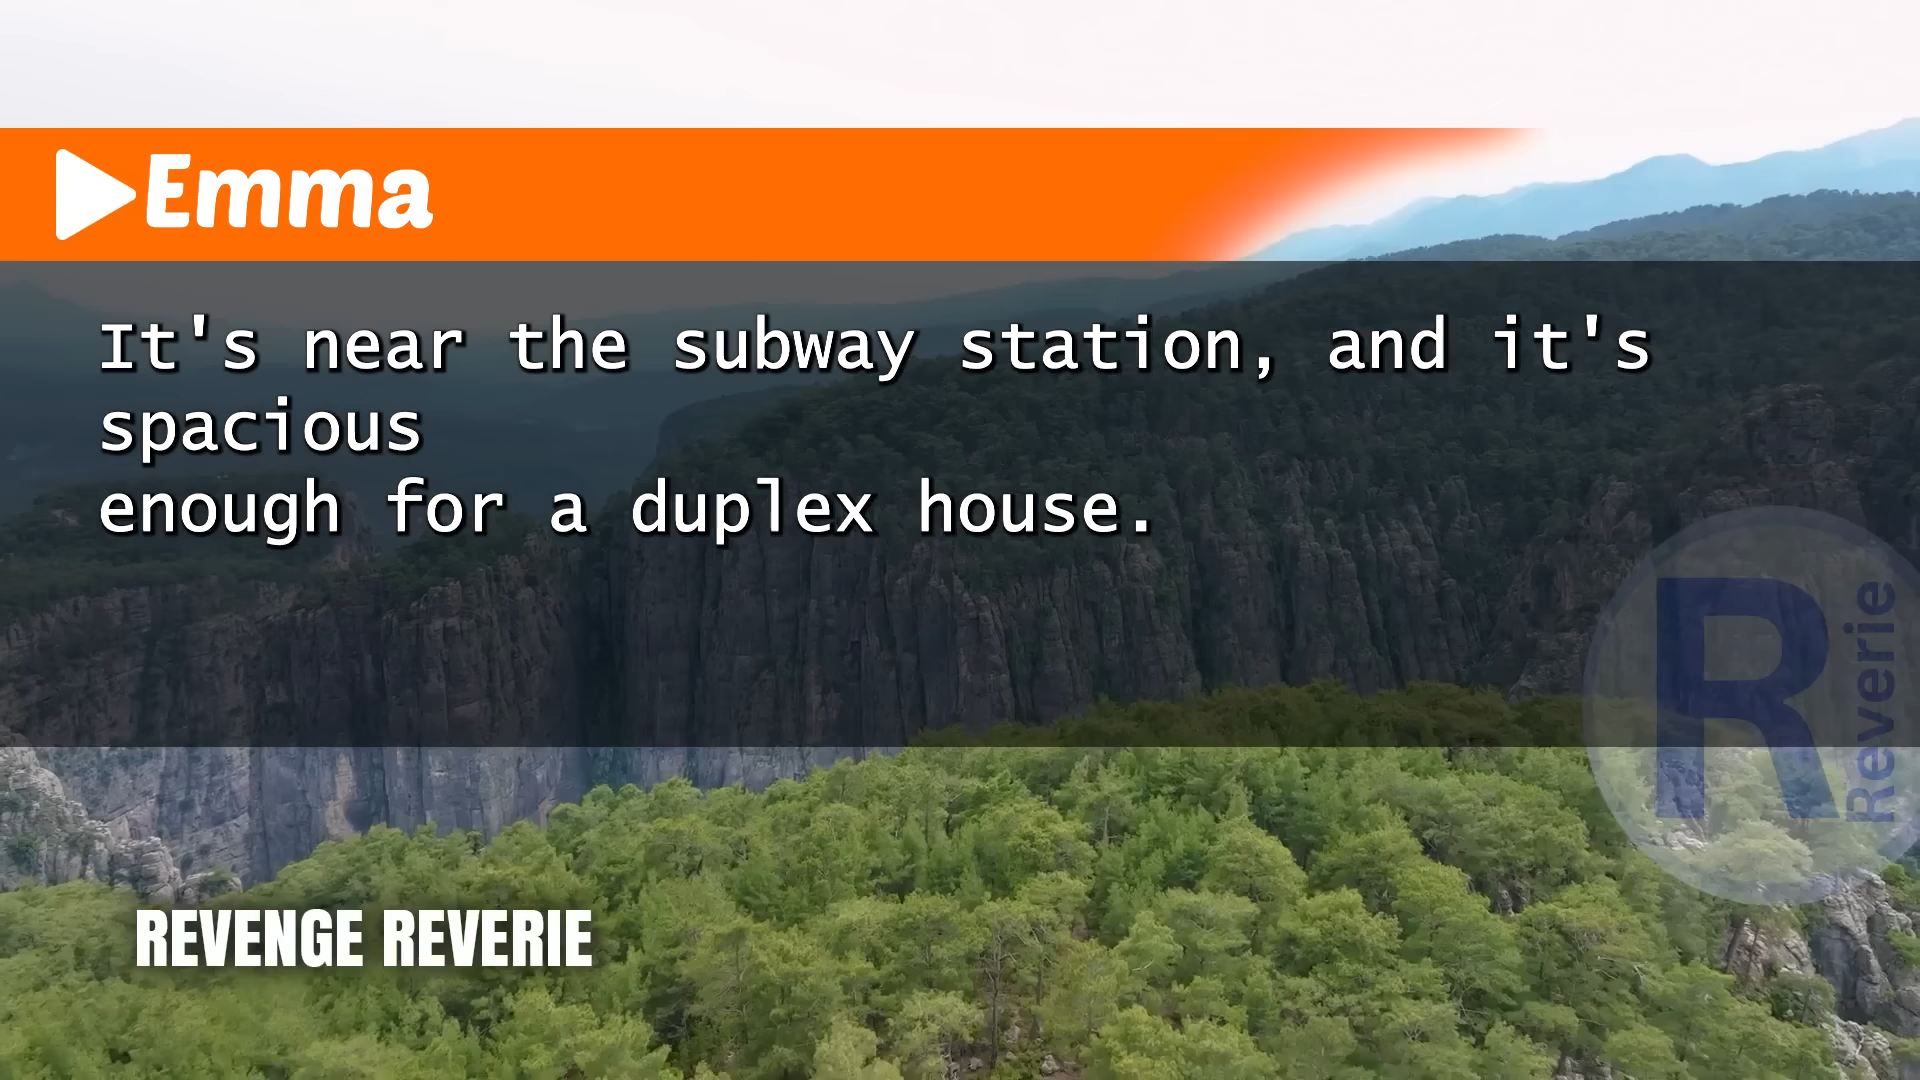 Emma
It's near the subway station, and it's
spacious
enough for a duplex house.
R
Reverie
REVENGE REVERIE